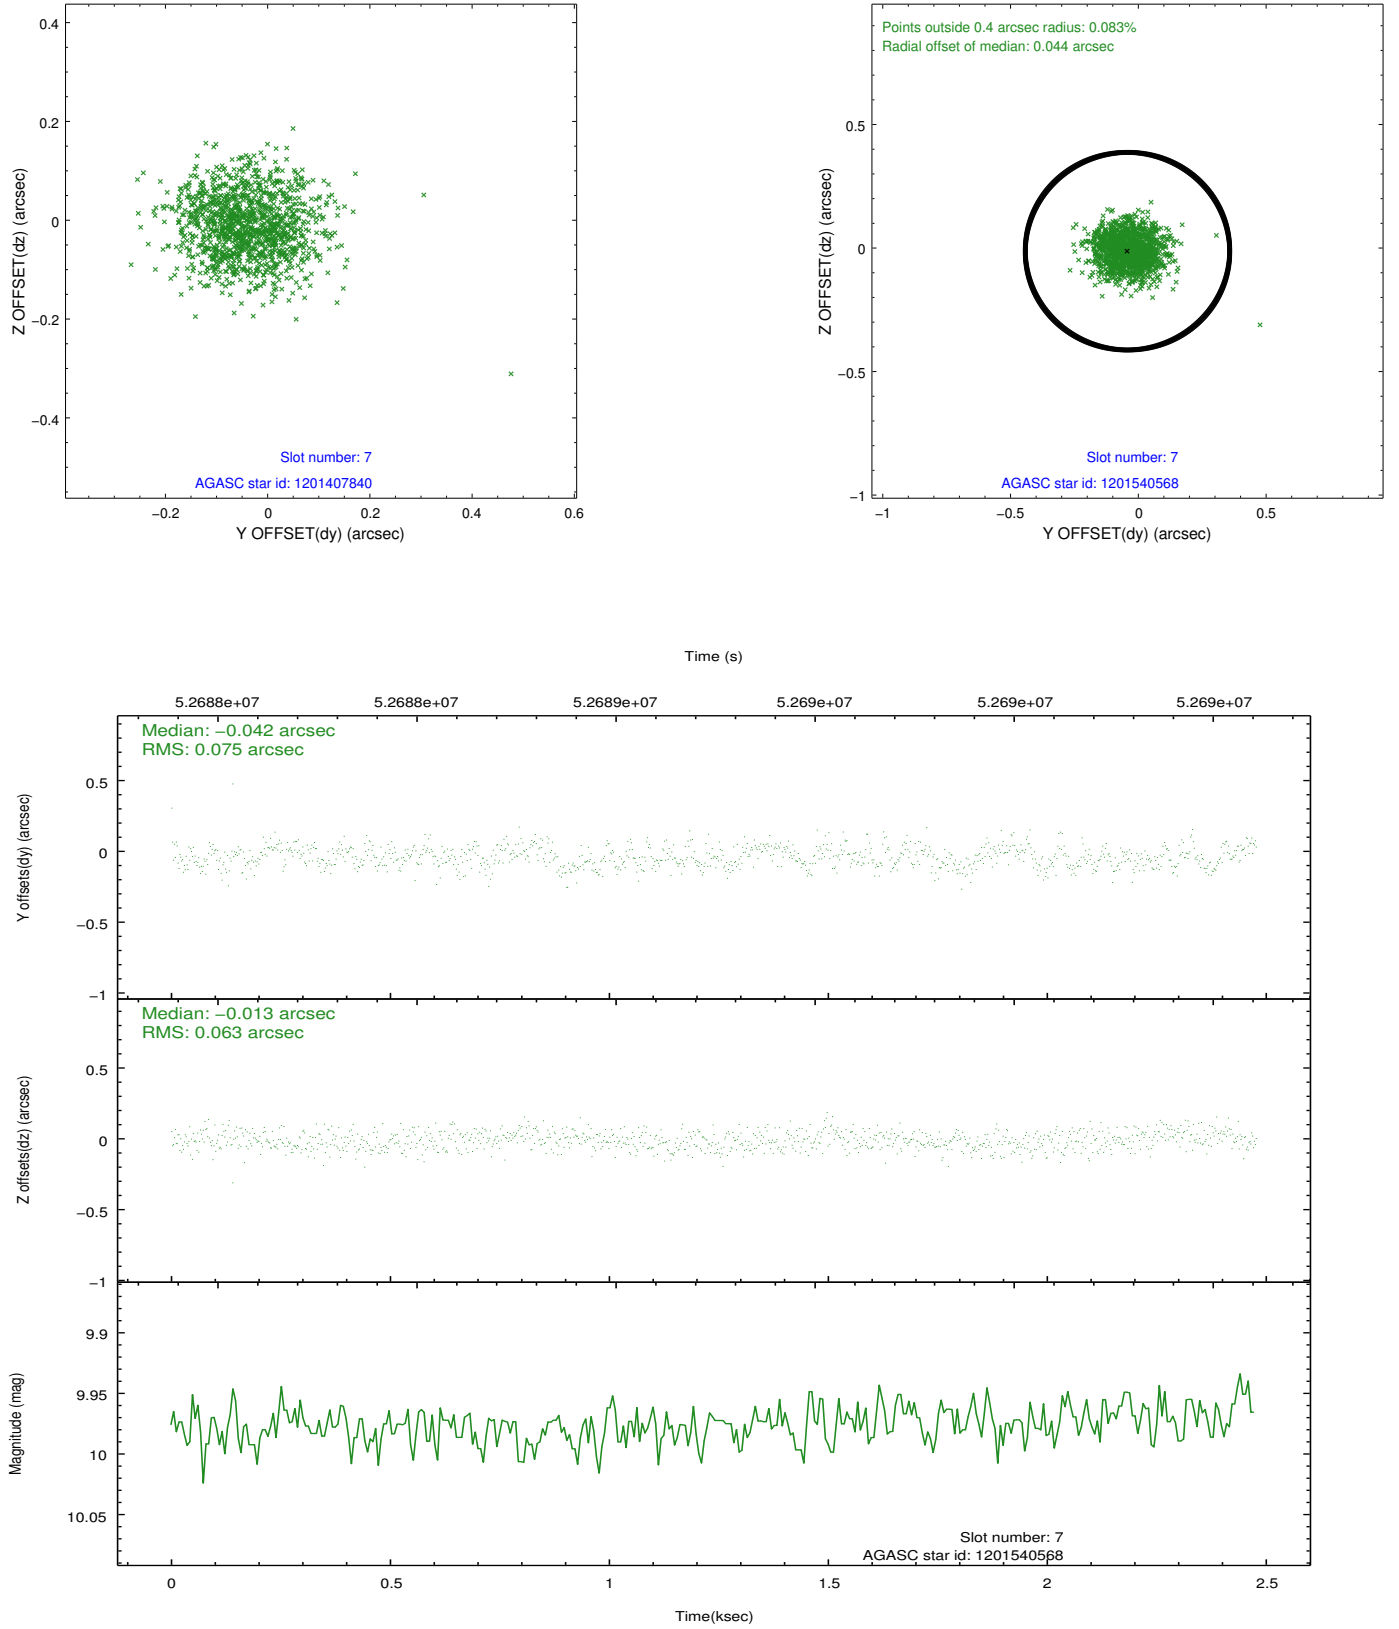 0.4
0.2
0
−0.2
−0.4
Z OFFSET(dz) (arcsec)
Slot number: 7
AGASC star id: 1201407840
−0.2
0
0.2
0.4
0.6
Y OFFSET(dy) (arcsec)
Points outside 0.4 arcsec radius: 0.083%
Radial offset of median: 0.044 arcsec
0.5
0
−0.5
−1
Z OFFSET(dz) (arcsec)
Slot number: 7
AGASC star id: 1201540568
−1
−0.5
0
0.5
Y OFFSET(dy) (arcsec)
Time (s)
5.2688e+07
5.2688e+07
5.2689e+07
5.269e+07
5.269e+07
5.269e+07
Median: −0.042 arcsec
RMS: 0.075 arcsec
0.5
0
−0.5
−1
Y offsets(dy) (arcsec)
Median: −0.013 arcsec
RMS: 0.063 arcsec
0.5
0
−0.5
−1
Z offsets(dz) (arcsec)
9.9
9.95
10
10.05
Magnitude (mag)
Slot number: 7
AGASC star id: 1201540568
0
0.5
1
1.5
2
2.5
Time(ksec)